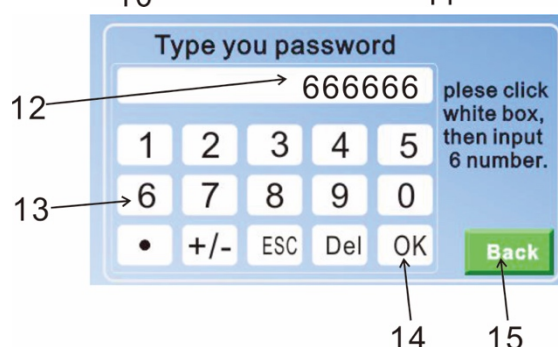 Type you password
12
666666
plese click
white box,
then input
6 number.
1 2 3 4 5
13
6 7 8 9 0
• +/- ESC Del OK
Back
14 15